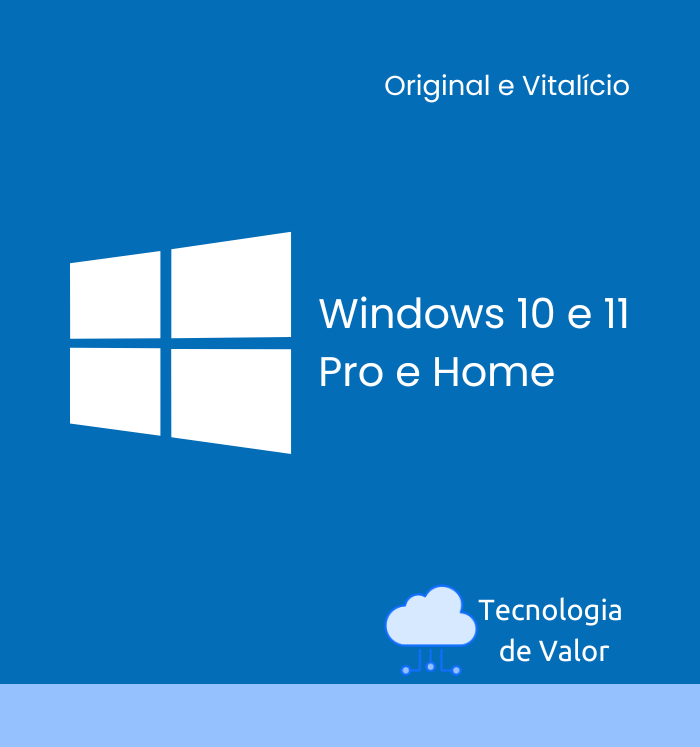 Original e Vitalício
Windows 10 e 11
Pro e Home
Tecnologia
de Valor